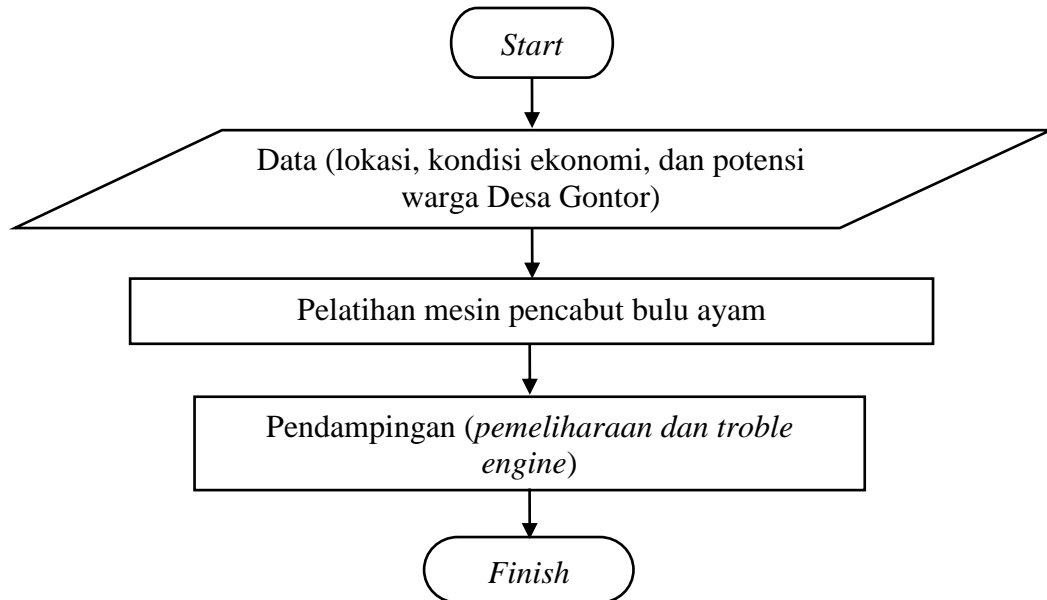 Start
Data (lokasi, kondisi ekonomi, dan potensi
warga Desa Gontor)
Pelatihan mesin pencabut bulu ayam
Pendampingan (pemeliharaan dan troble
engine)
Finish